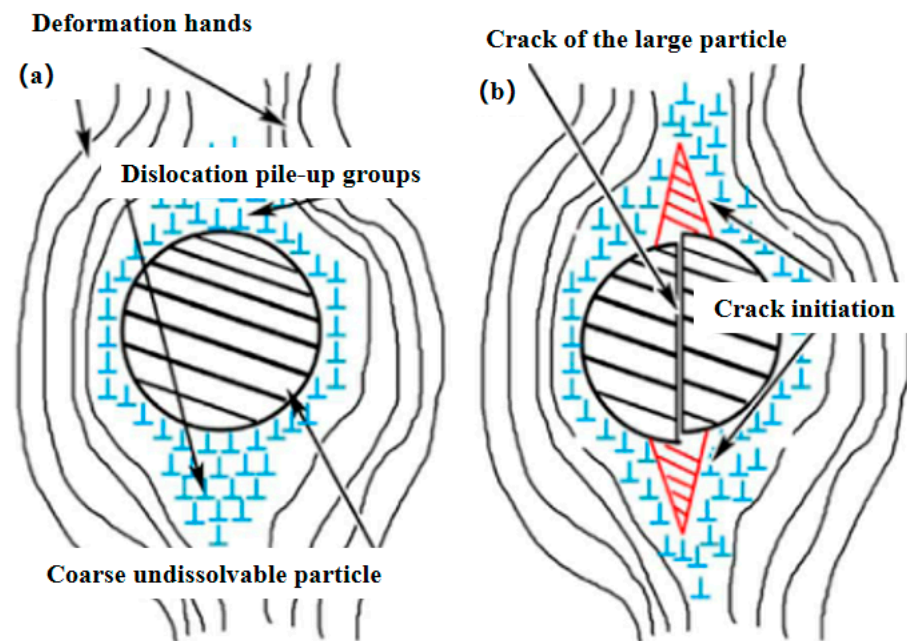 Deformation hands
(a)
Dislocation pile-up groups
Coarse undissolvable particle
Crack of the large particle
(b)
Crack initiation